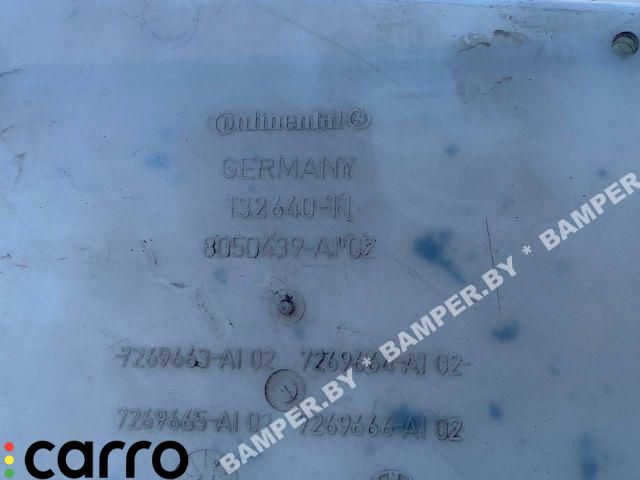 Continental
GERMANY
132640-11
8050439-AI 02
7269663-AI 02 7269664-AI 02
7269665-AI 02 7269666-AI 02
BAMPER.BY * BAMPER.BY * BAMPER.BY
carro